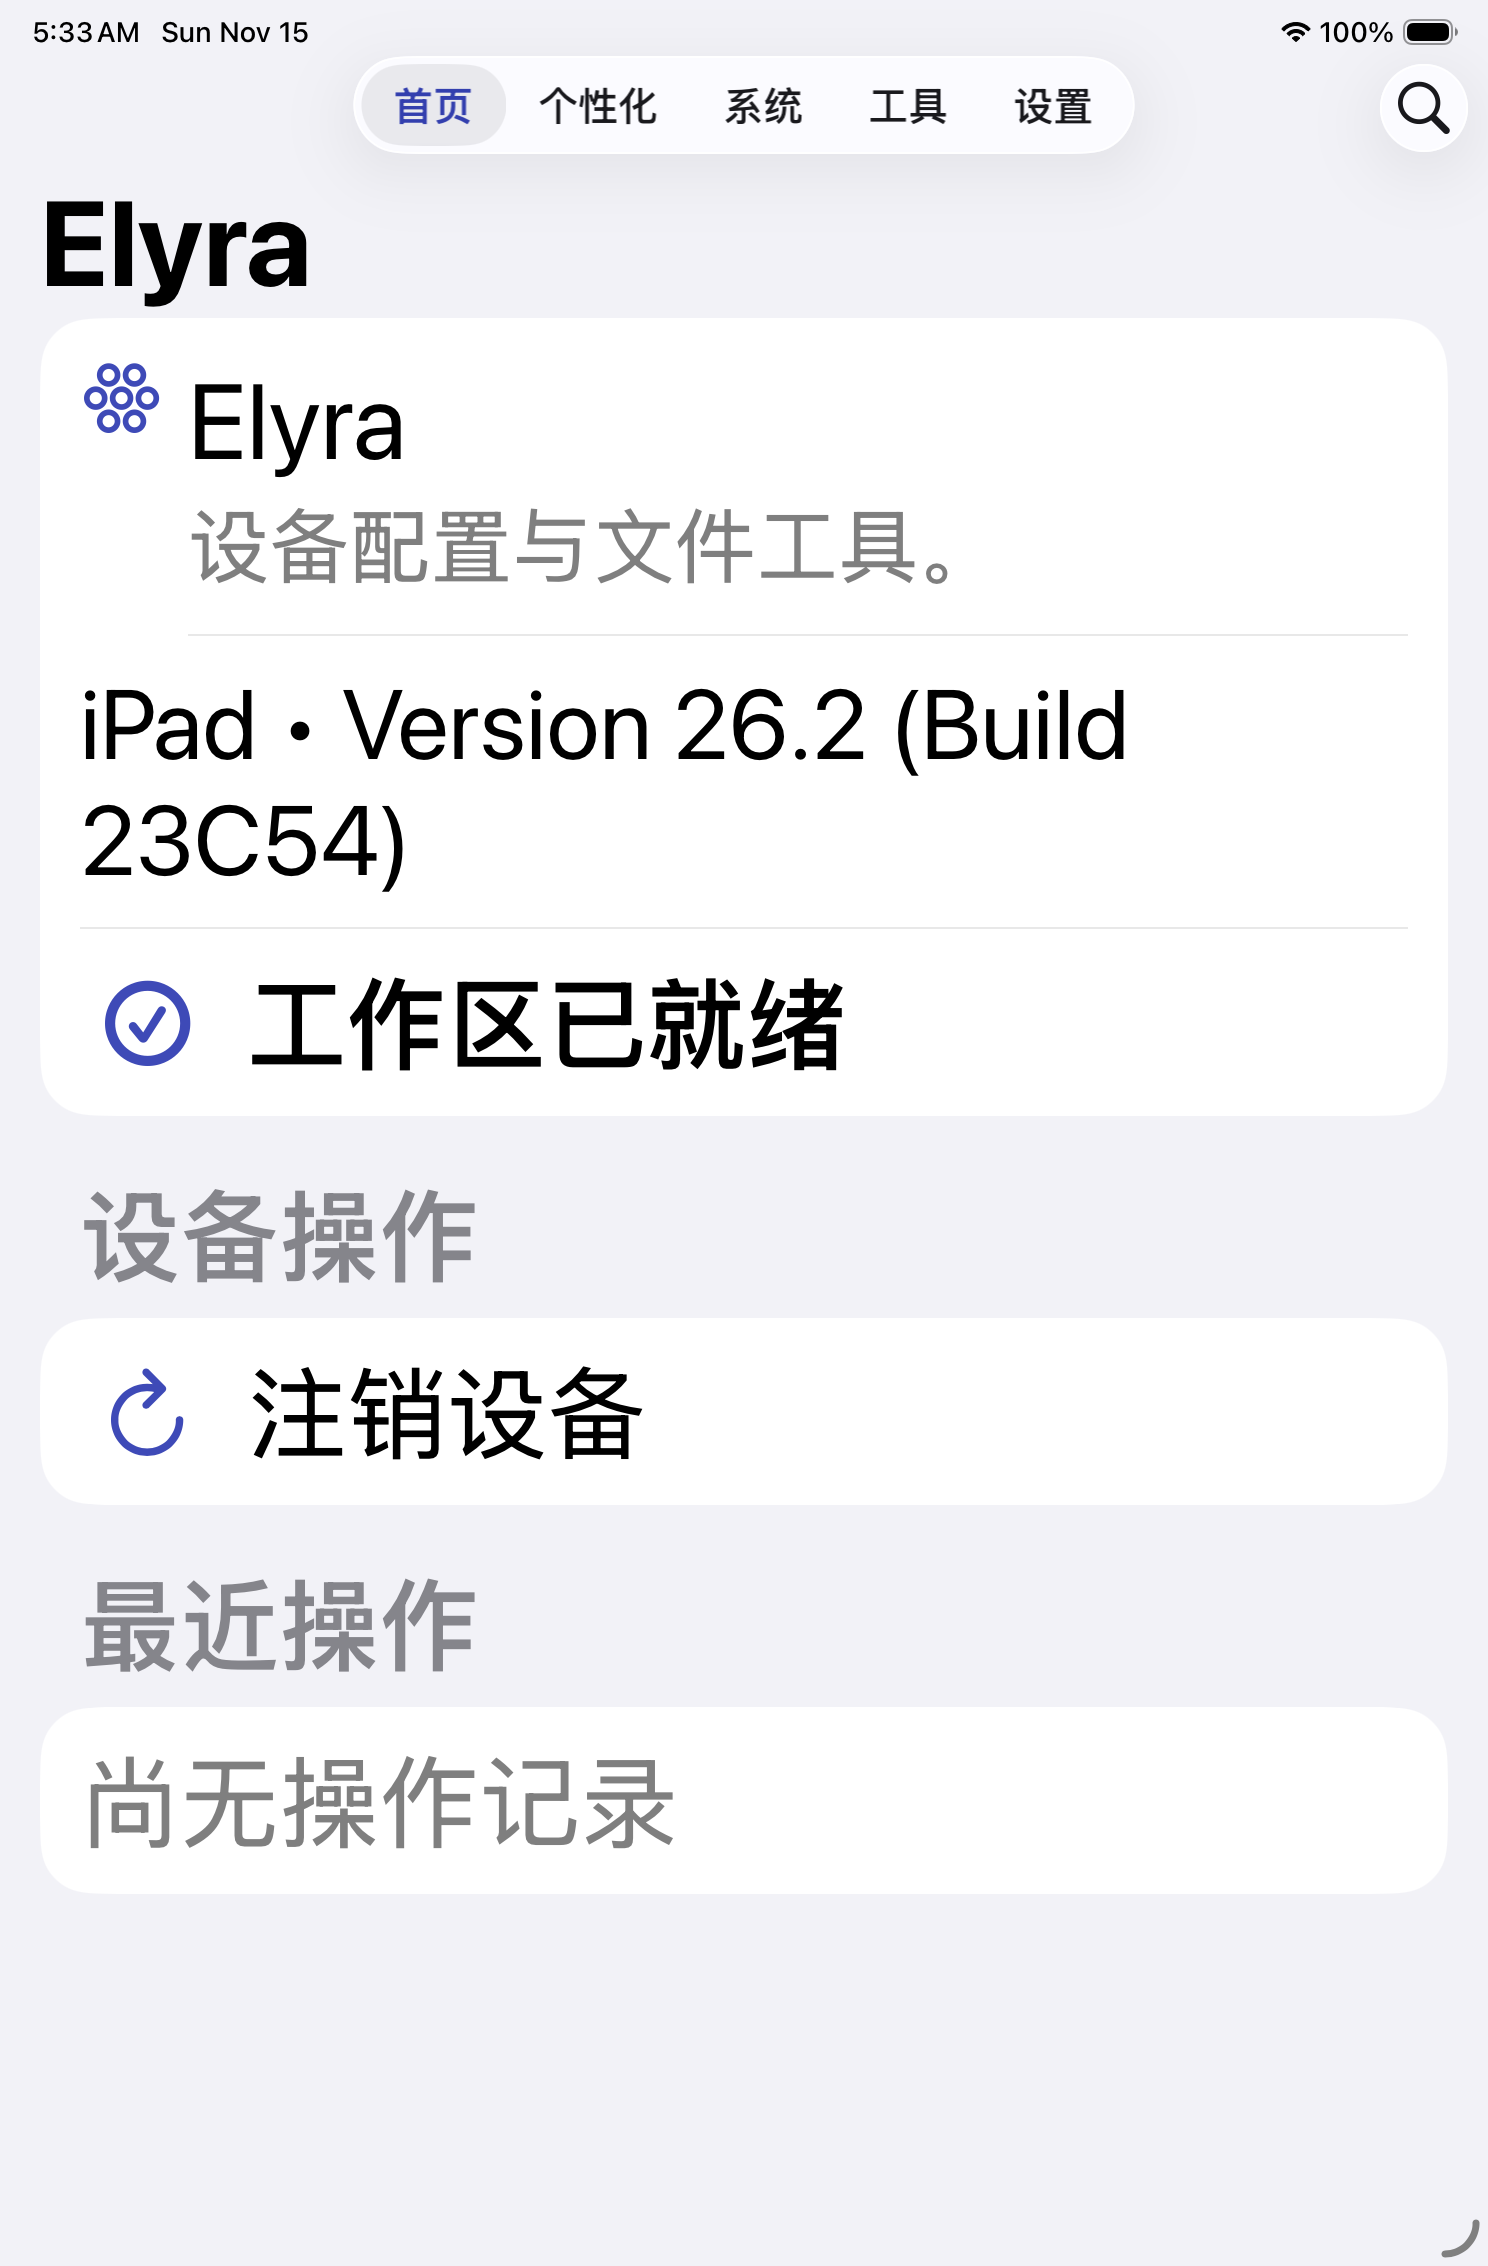 5:33 AM Sun Nov 15 100%
首页 个性化 系统 工具 设置
Elyra
Elyra
设备配置与文件工具。
iPad • Version 26.2 (Build
23C54)
工作区已就绪
设备操作
注销设备
最近操作
尚无操作记录